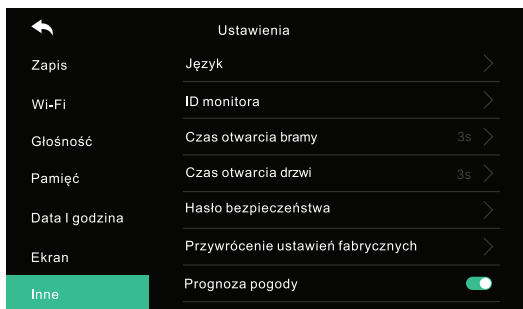 Ustawienia
Zapis
Wi-Fi
Głośność
Pamięć
Data I godzina
Ekran
Inne
Język
ID monitora
Czas otwarcia bramy 3s
Czas otwarcia drzwi 3s
Hasło bezpieczeństwa
Przywrócenie ustawień fabrycznych
Prognoza pogody